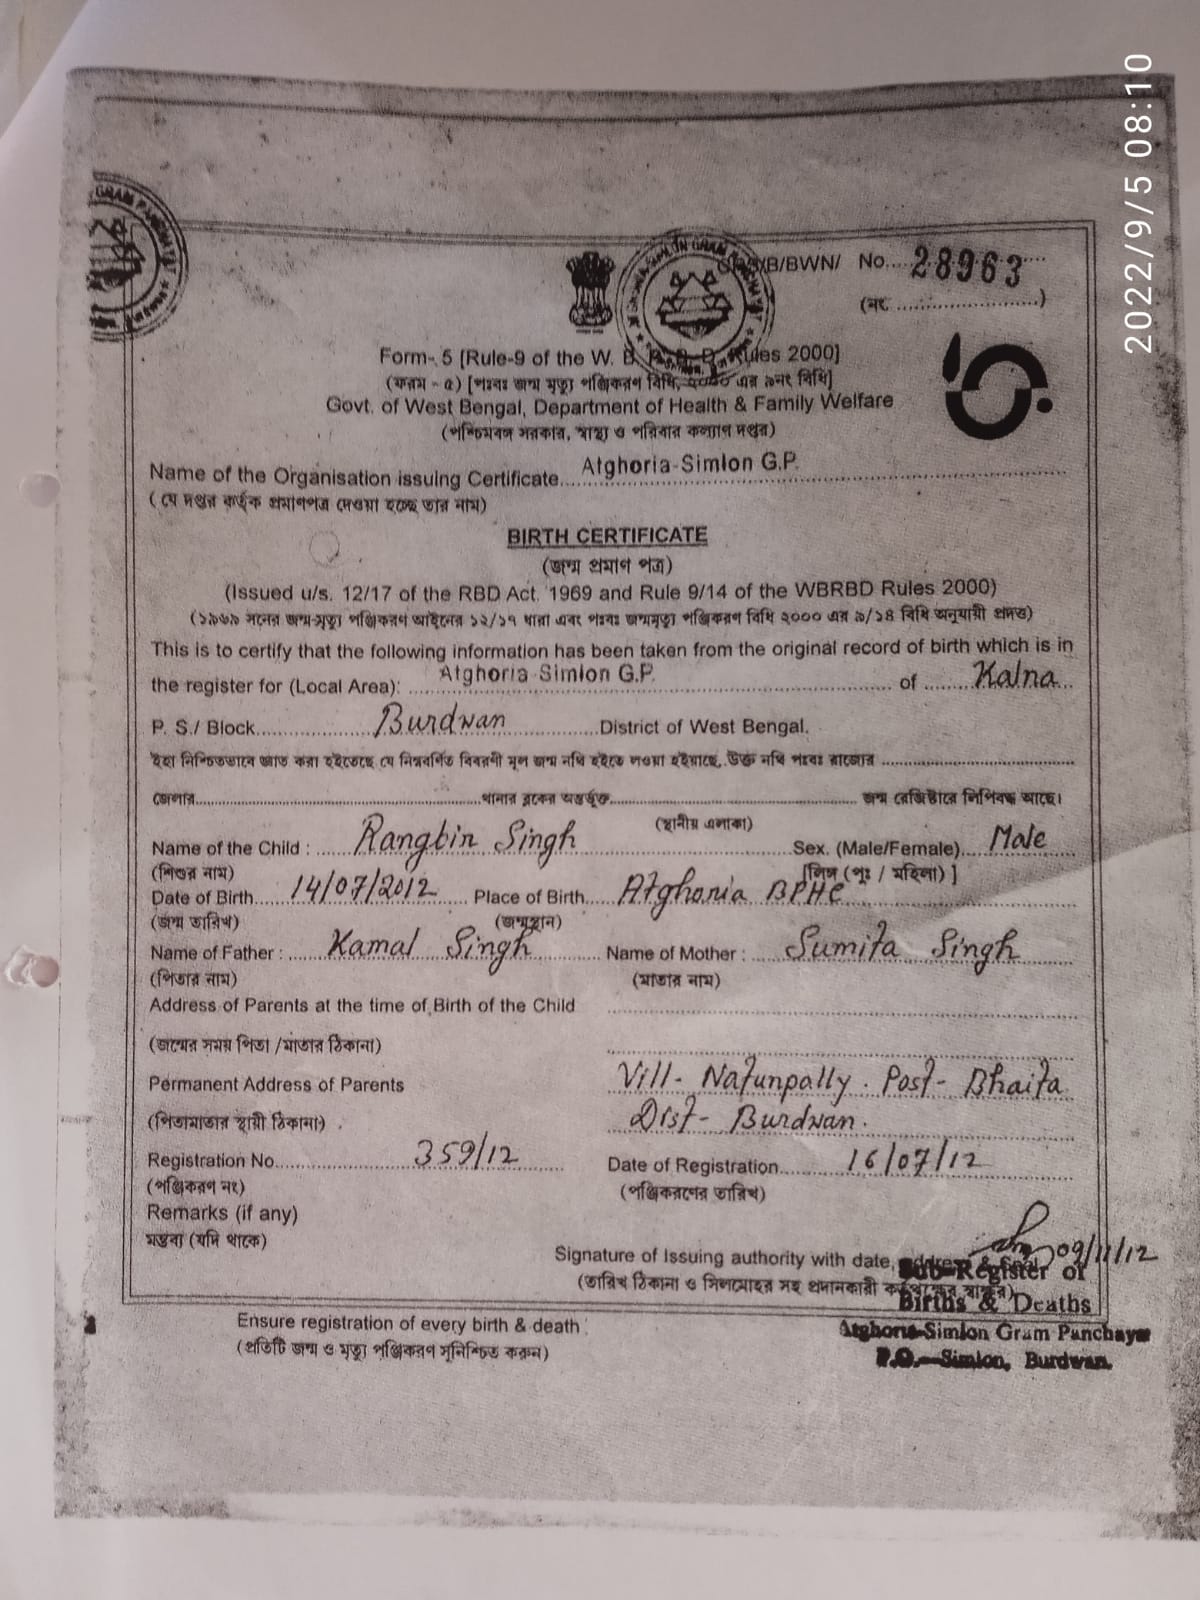 2022/9/5 08:10
GRAM PANCHAYAT
/B/BWN/ No.... 28963
(নং ....................)
Form-. 5 [Rule-9 of the W. B. R. B. D. Rules 2000]
(ফরম - ৫) [পঃবঃ জন্ম মৃত্যু পঞ্জিকরণ বিধি, ২০০০ এর ৯নং বিধি]
Govt. of West Bengal, Department of Health & Family Welfare
(পশ্চিমবঙ্গ সরকার, স্বাস্থ্য ও পরিবার কল্যাণ দপ্তর)
Name of the Organisation issuing Certificate.... Atghoria-Simlon G.P.
( যে দপ্তর কর্তৃক প্রমাণপত্র দেওয়া হচ্ছে তার নাম)
BIRTH CERTIFICATE
(জন্ম প্রমাণ পত্র)
(Issued u/s. 12/17 of the RBD Act, 1969 and Rule 9/14 of the WBRBD Rules 2000)
(১৯৬৯ সনের জন্ম-মৃত্যু পঞ্জিকরণ আইনের ১২/১৭ ধারা এবং পঃবঃ জন্মমৃত্যু পঞ্জিকরণ বিধি ২০০০ এর ৯/১৪ বিধি অনুযায়ী প্রদত্ত)
This is to certify that the following information has been taken from the original record of birth which is in
the register for (Local Area): .... Atghoria Simlon G.P. .... of ........ Kalna
P. S./ Block.... Burdwan ....District of West Bengal.
ইহা নিশ্চিতভাবে জ্ঞাত করা হইতেছে যে নিম্নবর্ণিত বিবরণী মূল জন্ম নথি হইতে লওয়া হইয়াছে, উক্ত নথি পঃবঃ রাজ্যের ....................
জেলার....................থানার ব্লকের অন্তর্ভূক্ত.................... জন্ম রেজিষ্টারে লিপিবদ্ধ আছে।
(স্থানীয় এলাকা)
Name of the Child : .... Rangbin Singh ....Sex. (Male/Female).... Male
(শিশুর নাম) [লিঙ্গ (পুঃ / মহিলা) ]
Date of Birth.... 14/07/2012 Place of Birth.... Atghoria BPHC
(জন্ম তারিখ) (জন্মস্থান)
Name of Father : .... Kamal Singh .... Name of Mother : .... Sumita Singh
(পিতার নাম) (মাতার নাম)
Address of Parents at the time of Birth of the Child
(জন্মের সময় পিতা /মাতার ঠিকানা)
Permanent Address of Parents Vill- Natunpally. Post- Bhaita
(পিতামাতার স্থায়ী ঠিকানা) Dist- Burdwan.
Registration No.... 359/12 Date of Registration.... 16/07/12
(পঞ্জিকরণ নং) (পঞ্জিকরণের তারিখ)
Remarks (if any)
মন্তব্য (যদি থাকে)
09/11/12
Signature of Issuing authority with date, address & Seal
(তারিখ ঠিকানা ও সিলমোহর সহ প্রদানকারী কর্তৃপক্ষের স্বাক্ষর)
Sub-Register of
Births & Deaths
Atghoria-Simlon Gram Panchayat
P.O.—Simlon, Burdwan.
Ensure registration of every birth & death
(প্রতিটি জন্ম ও মৃত্যু পঞ্জিকরণ সুনিশ্চিত করুন)